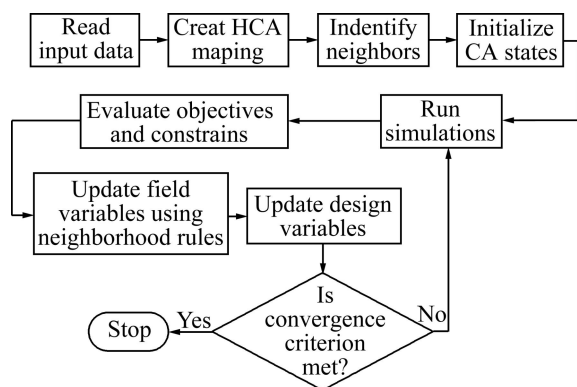 Read
input data
Creat HCA
maping
Indentify
neighbors
Initialize
CA states
Evaluate objectives
and constrains
Run
simulations
Update field
variables using
neighborhood rules
Update design
variables
Is
convergence
criterion
met?
Yes
No
Stop